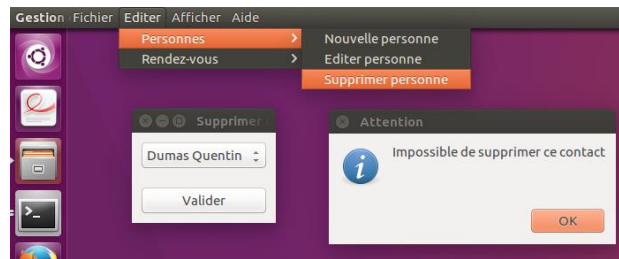 Gestion Fichier Editer Afficher Aide
Personnes > Nouvelle personne
Rendez-vous > Editer personne
Supprimer personne
Supprimer
Attention
Dumas Quentin
Impossible de supprimer ce contact
Valider
OK